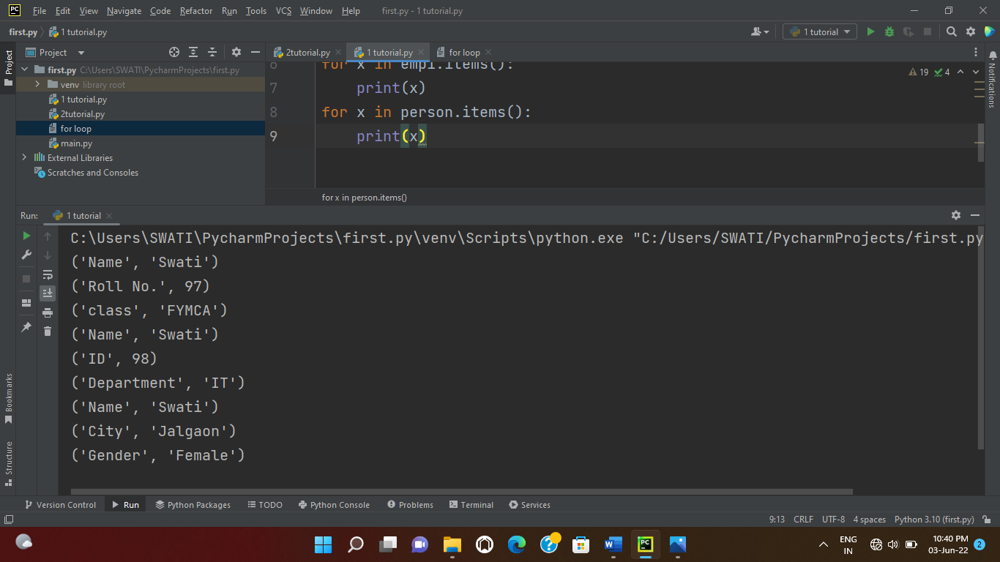 PC File Edit View Navigate Code Refactor Run Tools VCS Window Help first.py - 1 tutorial.py
first.py 1 tutorial.py 1 tutorial
Project Project 2tutorial.py 1 tutorial.py for loop
first.py C:\Users\SWATI\PycharmProjects\first.py
venv library root
1 tutorial.py
2tutorial.py
for loop
main.py
External Libraries
Scratches and Consoles
6 for x in emp1.items():
19 4
7 print(x)
8 for x in person.items():
9 print(x)
for x in person.items()
Notifications
Run: 1 tutorial
C:\Users\SWATI\PycharmProjects\first.py\venv\Scripts\python.exe "C:/Users/SWATI/PycharmProjects/first.py
('Name', 'Swati')
('Roll No.', 97)
('class', 'FYMCA')
('Name', 'Swati')
('ID', 98)
('Department', 'IT')
('Name', 'Swati')
('City', 'Jalgaon')
('Gender', 'Female')
Bookmarks
Structure
Version Control Run Python Packages TODO Python Console Problems Terminal Services
9:13 CRLF UTF-8 4 spaces Python 3.10 (first.py)
ENG 10:40 PM
IN 03-Jun-22 2